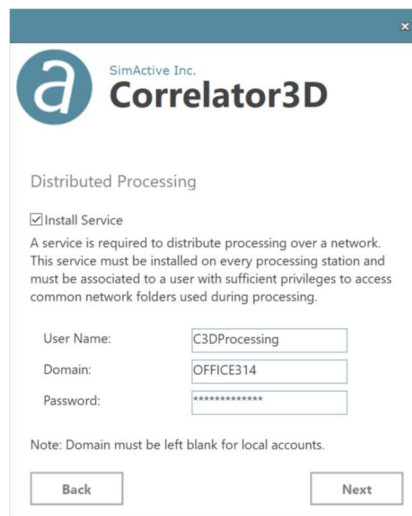 SimActive Inc.
Correlator3D
Distributed Processing
Install Service
A service is required to distribute processing over a network.
This service must be installed on every processing station and
must be associated to a user with sufficient privileges to access
common network folders used during processing.
User Name: C3DProcessing
Domain: OFFICE314
Password: *************
Note: Domain must be left blank for local accounts.
Back Next